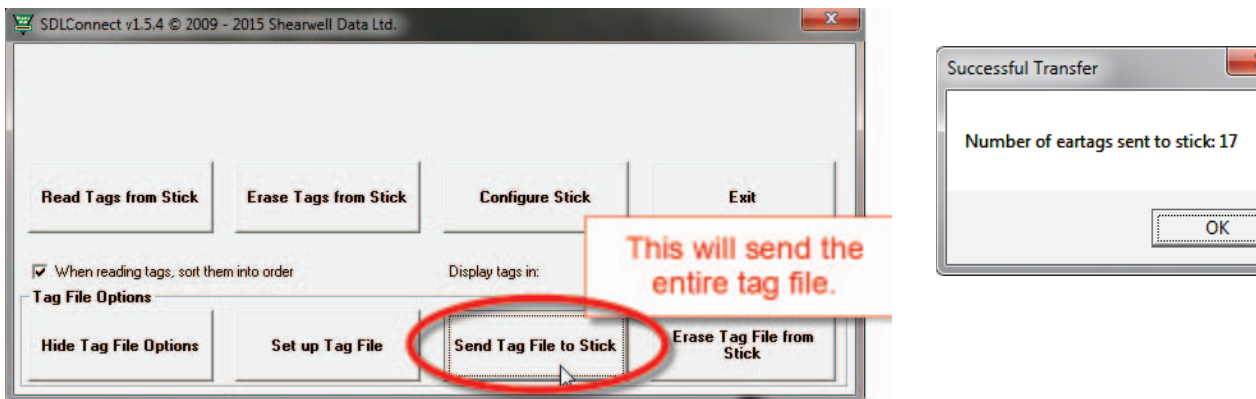 SDLConnect v1.5.4 © 2009 - 2015 Shearwell Data Ltd.
Read Tags from Stick
Erase Tags from Stick
Configure Stick
Exit
This will send the
entire tag file.
When reading tags, sort them into order
Display tags in:
Tag File Options
Hide Tag File Options
Set up Tag File
Send Tag File to Stick
Erase Tag File from
Stick
Successful Transfer
Number of eartags sent to stick: 17
OK